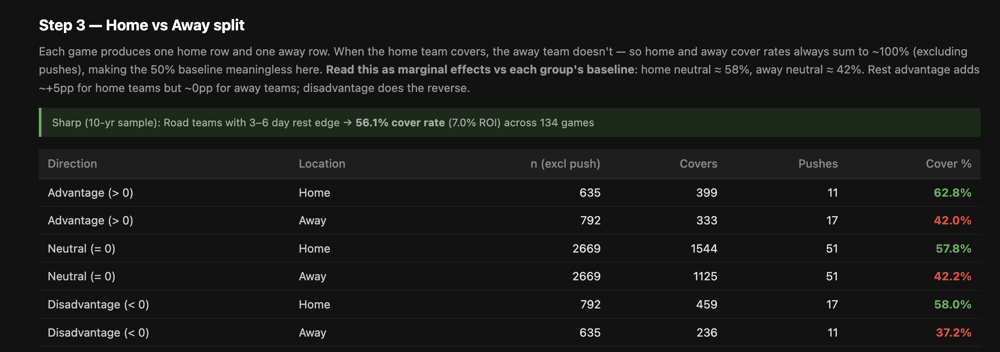 Step 3 — Home vs Away split
Each game produces one home row and one away row. When the home team covers, the away team doesn't — so home and away cover rates always sum to ~100% (excluding
pushes), making the 50% baseline meaningless here. Read this as marginal effects vs each group's baseline: home neutral ≈ 58%, away neutral ≈ 42%. Rest advantage adds
~+5pp for home teams but ~0pp for away teams; disadvantage does the reverse.
Sharp (10-yr sample): Road teams with 3–6 day rest edge → 56.1% cover rate (7.0% ROI) across 134 games
Direction Location n (excl push) Covers Pushes Cover %
Advantage (> 0) Home 635 399 11 62.8%
Advantage (> 0) Away 792 333 17 42.0%
Neutral (= 0) Home 2669 1544 51 57.8%
Neutral (= 0) Away 2669 1125 51 42.2%
Disadvantage (< 0) Home 792 459 17 58.0%
Disadvantage (< 0) Away 635 236 11 37.2%